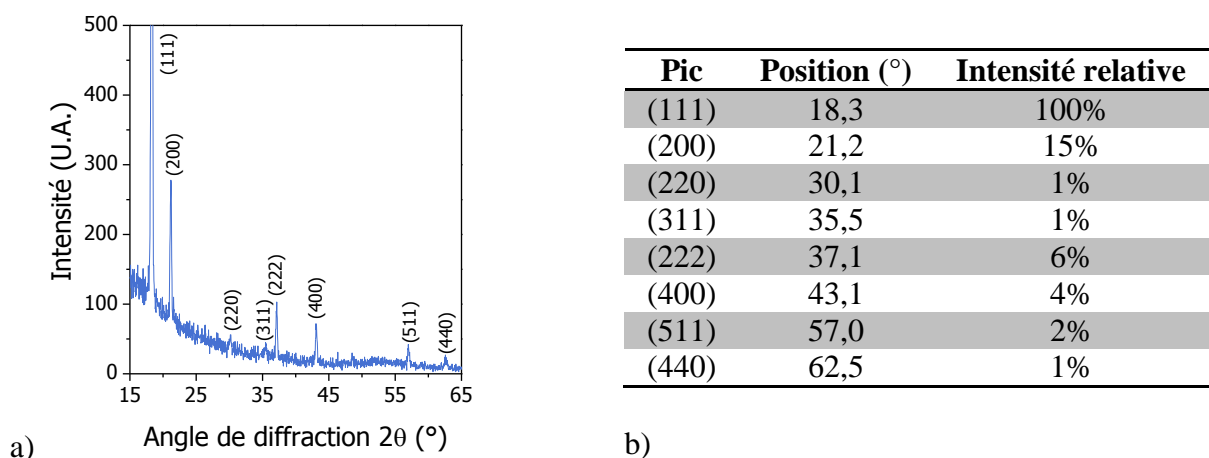 500
400
300
200
100
0
Intensité (U.A.)
(111)
(200)
(220)
(311)
(222)
(400)
(511)
(440)
15 25 35 45 55 65
Angle de diffraction 2θ (°)
a)
Pic Position (°) Intensité relative
(111) 18,3 100%
(200) 21,2 15%
(220) 30,1 1%
(311) 35,5 1%
(222) 37,1 6%
(400) 43,1 4%
(511) 57,0 2%
(440) 62,5 1%
b)